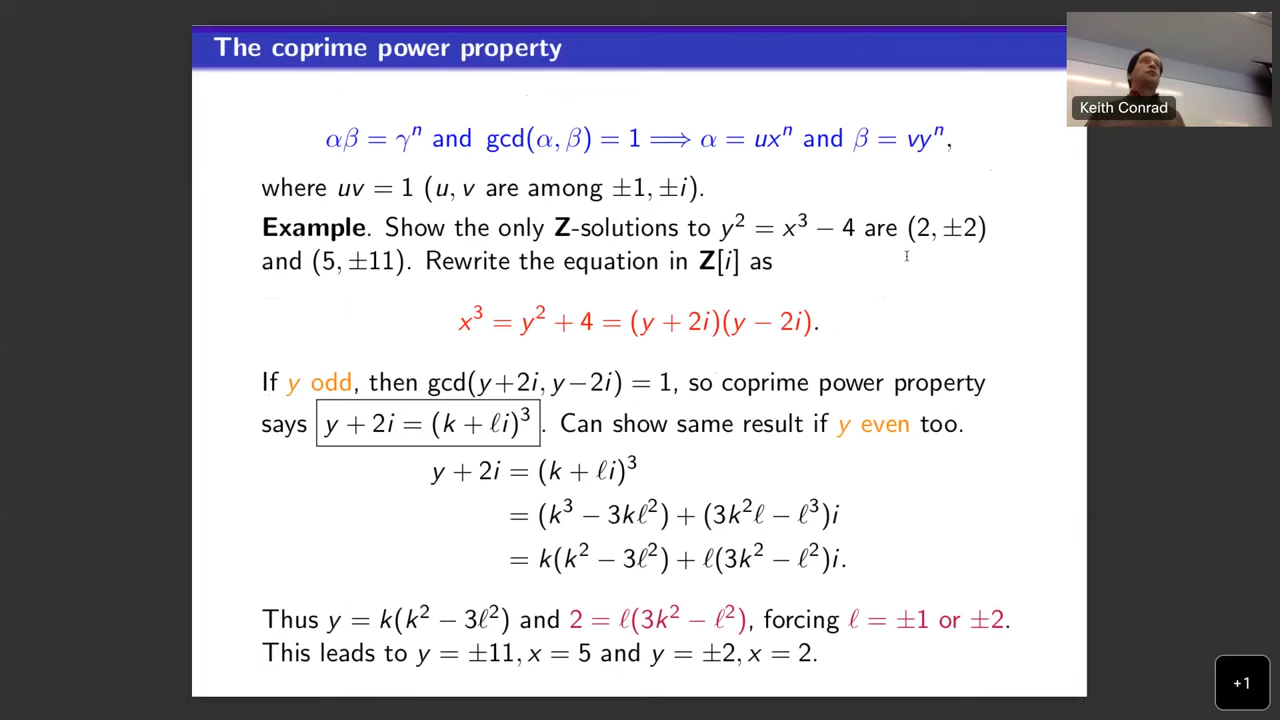 The coprime power property
Keith Conrad
αβ = γⁿ and gcd(α, β) = 1 ⟹ α = uxⁿ and β = vyⁿ,
where uv = 1 (u, v are among ±1, ±i).
Example. Show the only Z-solutions to y² = x³ − 4 are (2, ±2)
and (5, ±11). Rewrite the equation in Z[i] as
x³ = y² + 4 = (y + 2i)(y − 2i).
If y odd, then gcd(y+2i, y−2i) = 1, so coprime power property
says y + 2i = (k + ℓi)³. Can show same result if y even too.
y + 2i = (k + ℓi)³
= (k³ − 3kℓ²) + (3k²ℓ − ℓ³)i
= k(k² − 3ℓ²) + ℓ(3k² − ℓ²)i.
Thus y = k(k² − 3ℓ²) and 2 = ℓ(3k² − ℓ²), forcing ℓ = ±1 or ±2.
This leads to y = ±11, x = 5 and y = ±2, x = 2.
+1